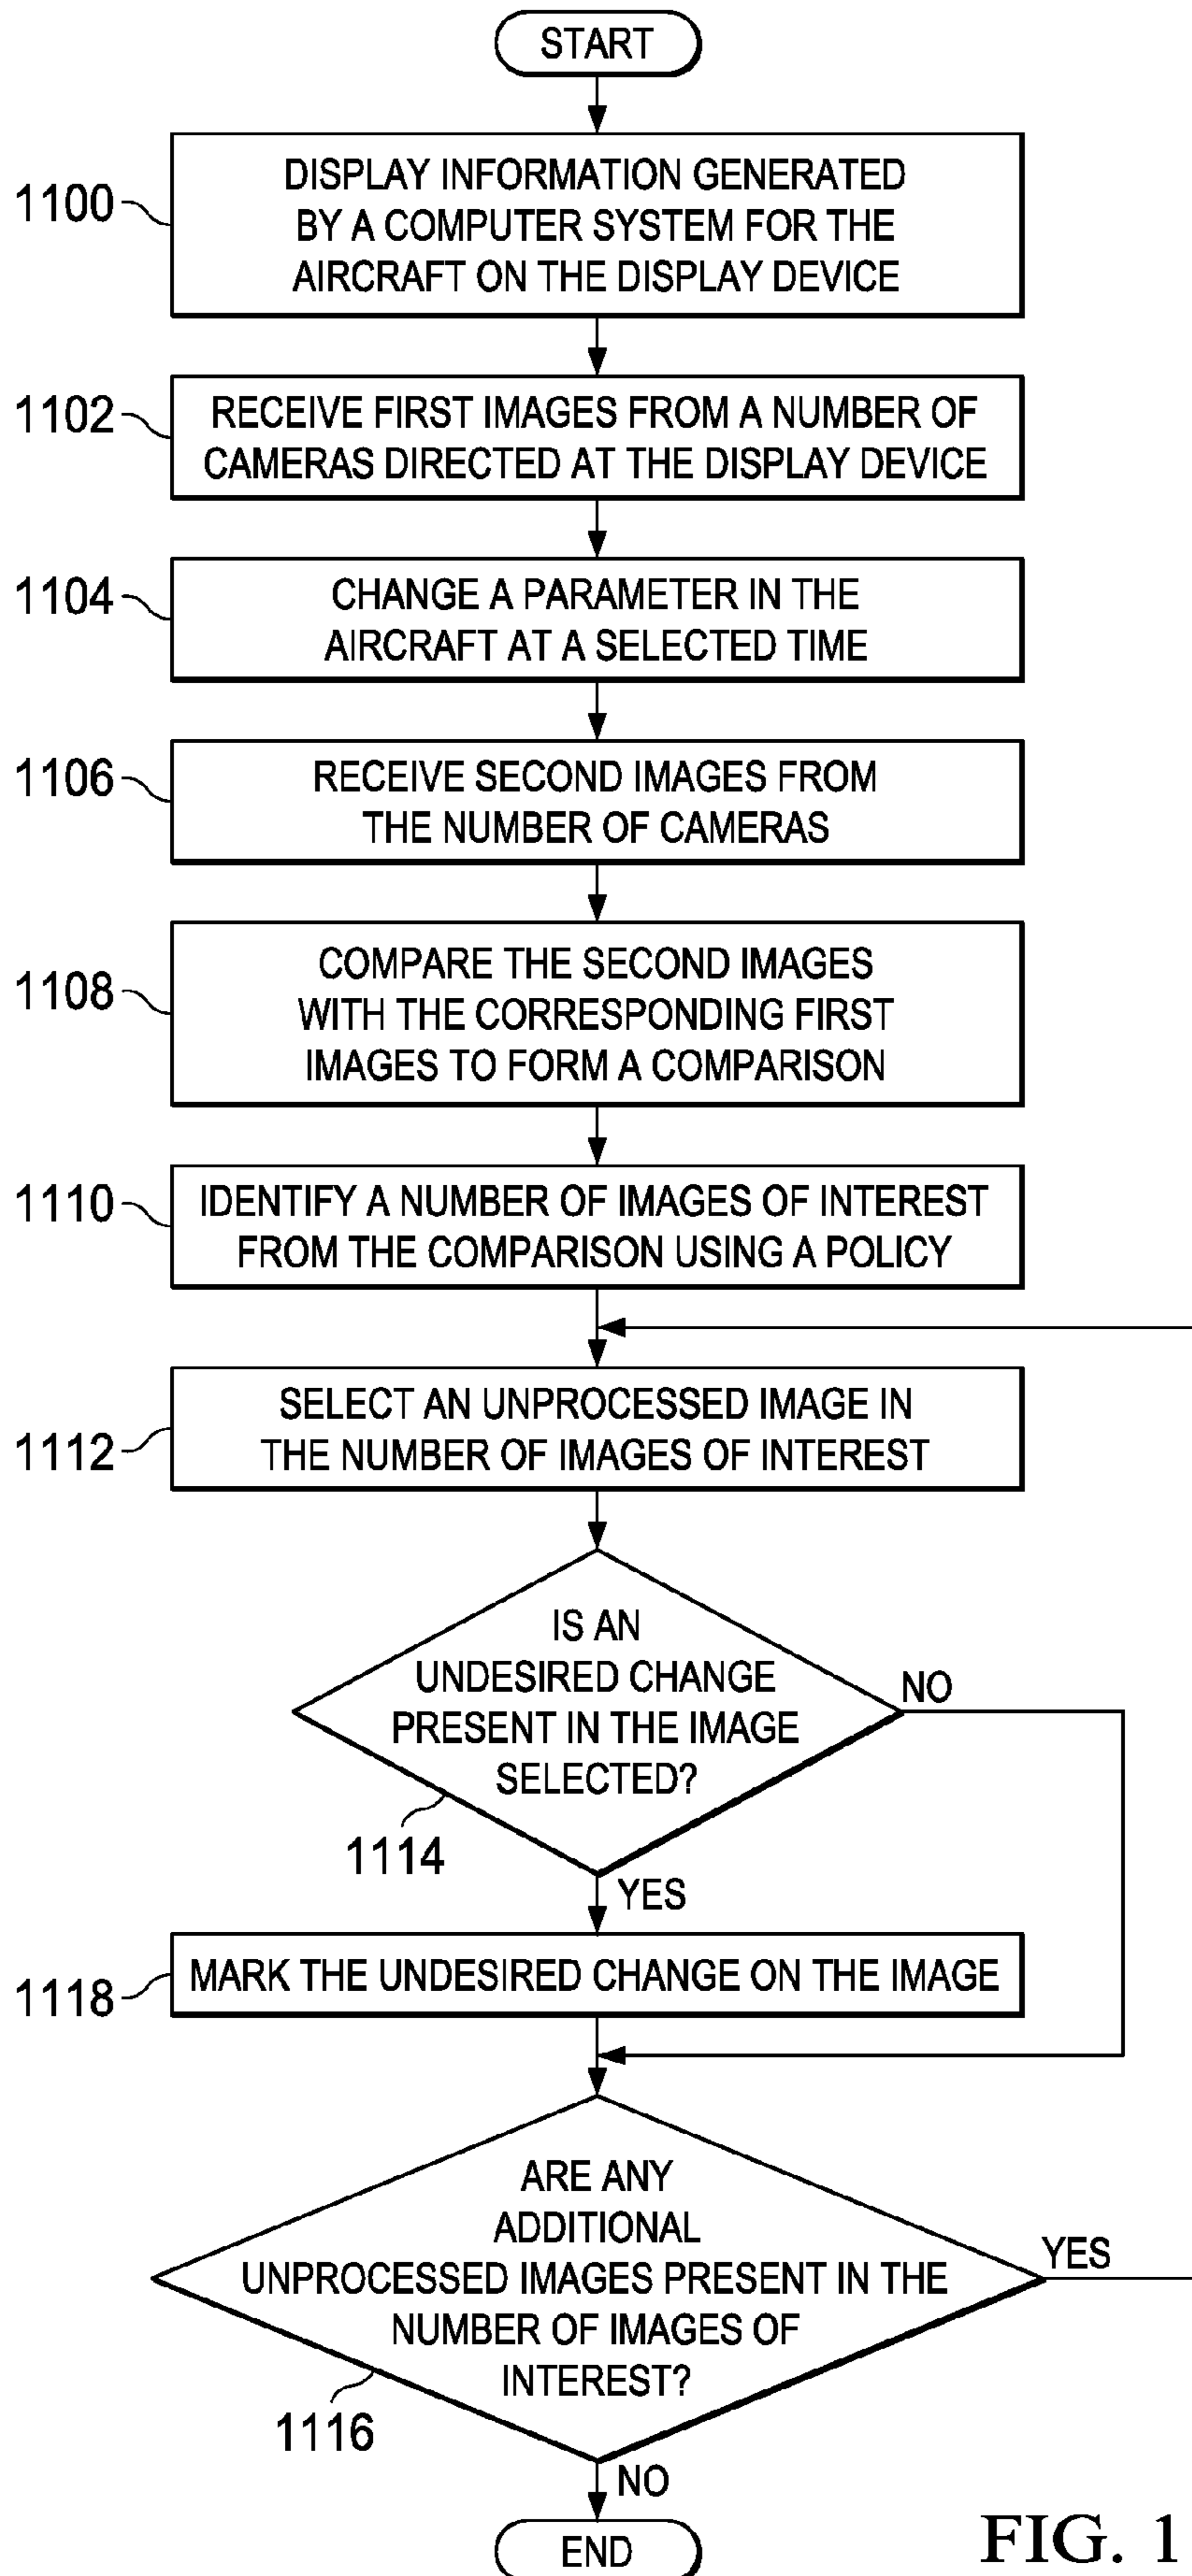 START
1100
DISPLAY INFORMATION GENERATED
BY A COMPUTER SYSTEM FOR THE
AIRCRAFT ON THE DISPLAY DEVICE
1102
RECEIVE FIRST IMAGES FROM A NUMBER OF
CAMERAS DIRECTED AT THE DISPLAY DEVICE
1104
CHANGE A PARAMETER IN THE
AIRCRAFT AT A SELECTED TIME
1106
RECEIVE SECOND IMAGES FROM
THE NUMBER OF CAMERAS
1108
COMPARE THE SECOND IMAGES
WITH THE CORRESPONDING FIRST
IMAGES TO FORM A COMPARISON
1110
IDENTIFY A NUMBER OF IMAGES OF INTEREST
FROM THE COMPARISON USING A POLICY
1112
SELECT AN UNPROCESSED IMAGE IN
THE NUMBER OF IMAGES OF INTEREST
IS AN
UNDESIRED CHANGE
PRESENT IN THE IMAGE
SELECTED?
NO
1114
YES
1118
MARK THE UNDESIRED CHANGE ON THE IMAGE
ARE ANY
ADDITIONAL
UNPROCESSED IMAGES PRESENT IN THE
NUMBER OF IMAGES OF
INTEREST?
YES
1116
NO
END
FIG. 1